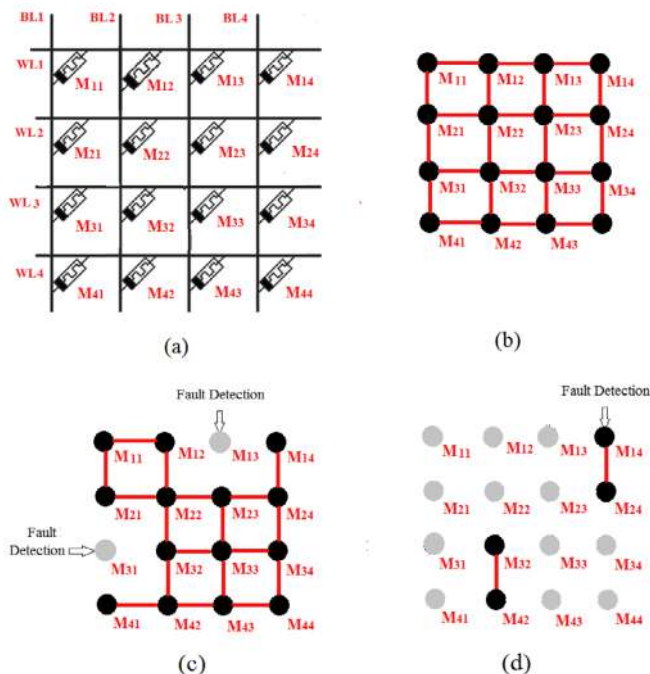 BL1 BL 2 BL 3 BL4
WL1
M11 M12 M13 M14
WL2
M21 M22 M23 M24
WL 3
M31 M32 M33 M34
WL4
M41 M42 M43 M44
(a)
M11 M12 M13 M14
M21 M22 M23 M24
M31 M32 M33 M34
M41 M42 M43
(b)
Fault Detection
M11 M12 M13 M14
M21 M22 M23 M24
Fault
Detection
M31 M32 M33 M34
M41 M42 M43 M44
(c)
Fault Detection
M11 M12 M13 M14
M21 M22 M23 M24
M31 M32 M33 M34
M41 M42 M43 M44
(d)